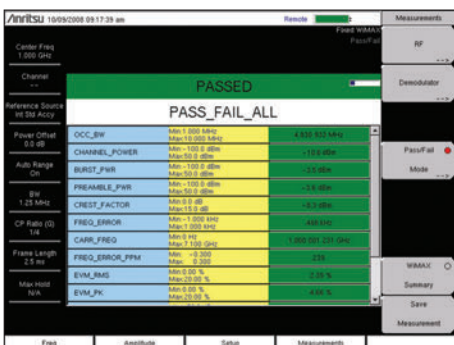 Anritsu 10/09/2008 09:17:39 am
Remote
Measurements
Fixed WiMAX
Pass/Fail
Center Freq
1.000 GHz
Channel
--
Reference Source
Int Std Accy
Power Offset
0.0 dB
Auto Range
On
BW
1.25 MHz
CP Ratio (G)
1/4
Frame Length
2.5 ms
Max Hold
N/A
PASSED
PASS_FAIL_ALL
OCC_BW Min:1.000 MHz Max:10.000 MHz
CHANNEL_POWER Min:-100.0 dBm Max:50.0 dBm
BURST_PWR Min:-100.0 dBm Max:50.0 dBm
PREAMBLE_PWR Min:-100.0 dBm Max:50.0 dBm
CREST_FACTOR Min:0.0 dB Max:15.0 dB
FREQ_ERROR Min:-1.000 kHz Max:1.000 kHz
CARR_FREQ Min:0 Hz Max:7.100 GHz
FREQ_ERROR_PPM Min: -0.300 Max: 0.300
EVM_RMS Min:0.00 % Max:20.00 % 2.35 %
EVM_PK Min:0.00 % Max:20.00 %
RF
-->
Demodulator
-->
Pass/Fail
Mode
-->
WiMAX
Summary
Save
Measurement
Freq
Amplitude
Setup
Measurements